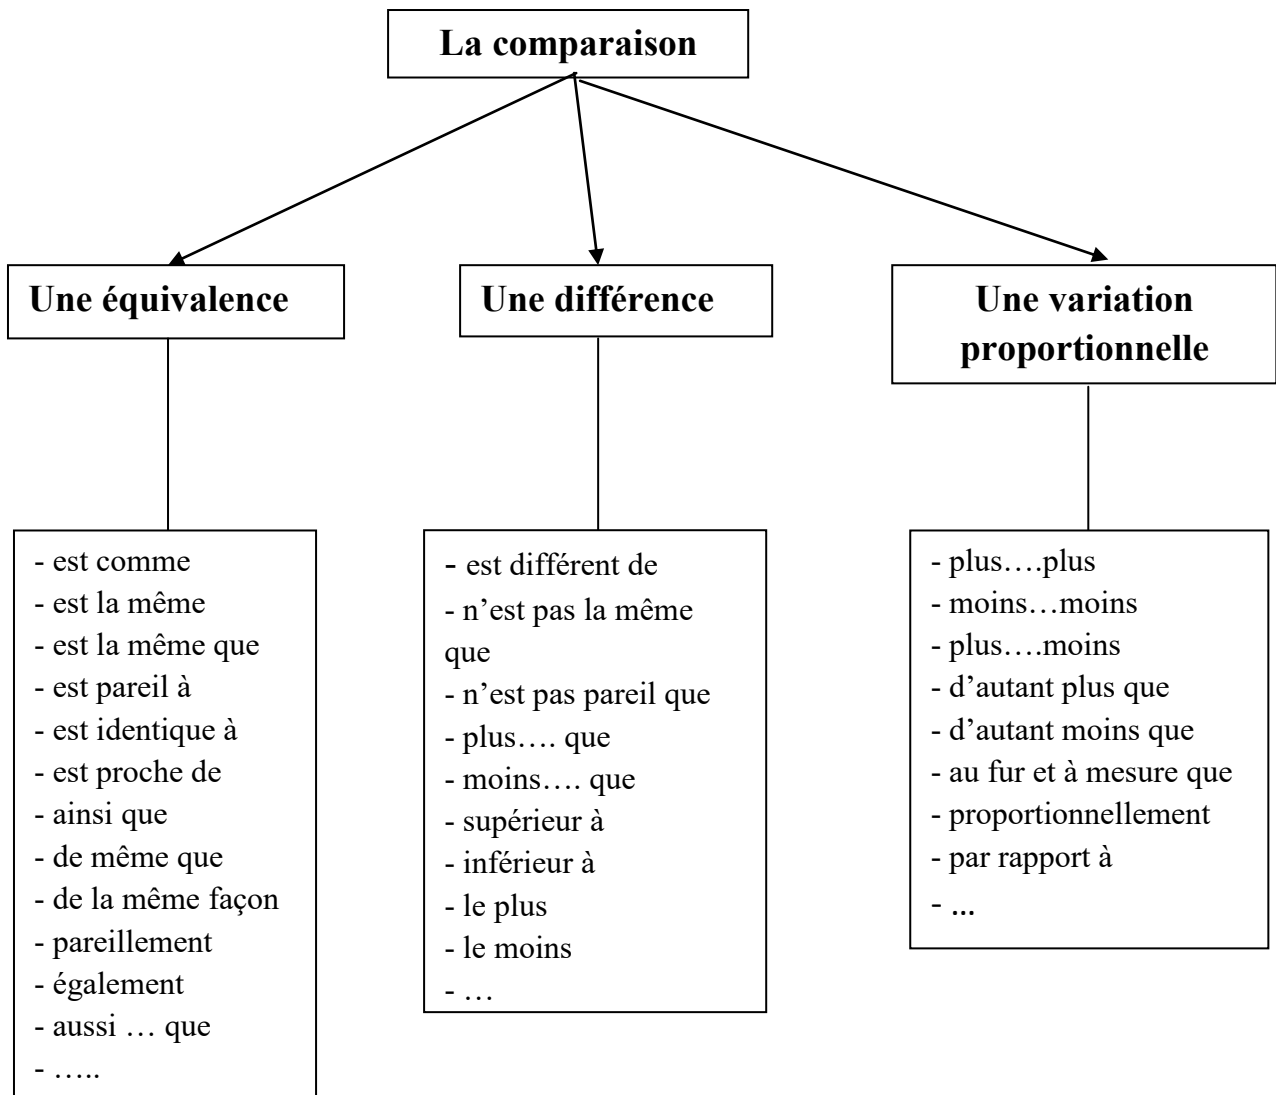 La comparaison
Une équivalence
Une différence
Une variation
proportionnelle
- est comme
- est la même
- est la même que
- est pareil à
- est identique à
- est proche de
- ainsi que
- de même que
- de la même façon
- pareillement
- également
- aussi … que
- …..
- est différent de
- n’est pas la même
que
- n’est pas pareil que
- plus…. que
- moins…. que
- supérieur à
- inférieur à
- le plus
- le moins
- …
- plus….plus
- moins…moins
- plus….moins
- d’autant plus que
- d’autant moins que
- au fur et à mesure que
- proportionnellement
- par rapport à
- …